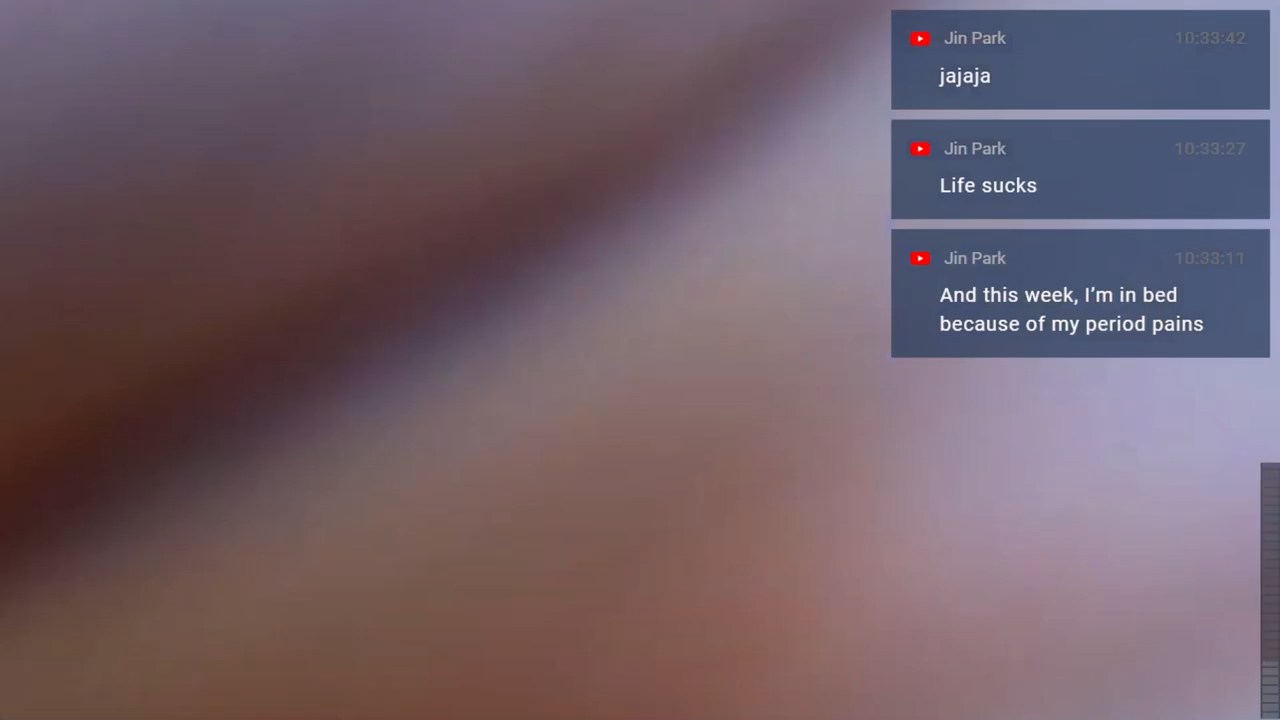 Jin Park 10:33:42
jajaja
Jin Park 10:33:27
Life sucks
Jin Park 10:33:11
And this week, I’m in bed
because of my period pains